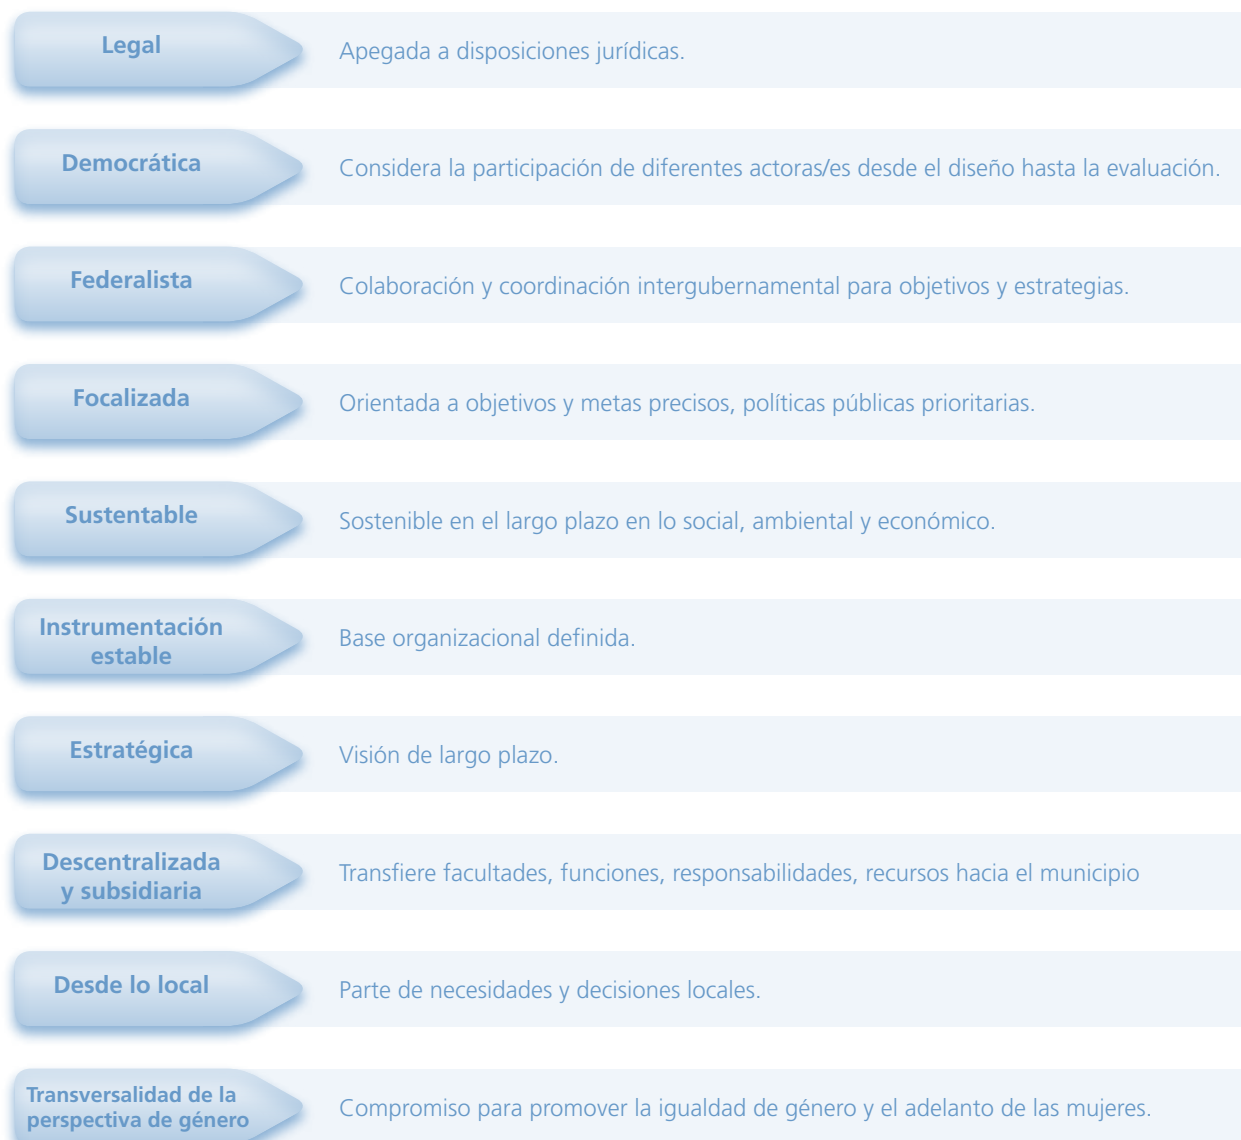 Legal
Apegada a disposiciones jurídicas.
Democrática
Considera la participación de diferentes actoras/es desde el diseño hasta la evaluación.
Federalista
Colaboración y coordinación intergubernamental para objetivos y estrategias.
Focalizada
Orientada a objetivos y metas precisos, políticas públicas prioritarias.
Sustentable
Sostenible en el largo plazo en lo social, ambiental y económico.
Instrumentación
estable
Base organizacional definida.
Estratégica
Visión de largo plazo.
Descentralizada
y subsidiaria
Transfiere facultades, funciones, responsabilidades, recursos hacia el municipio
Desde lo local
Parte de necesidades y decisiones locales.
Transversalidad de la
perspectiva de género
Compromiso para promover la igualdad de género y el adelanto de las mujeres.